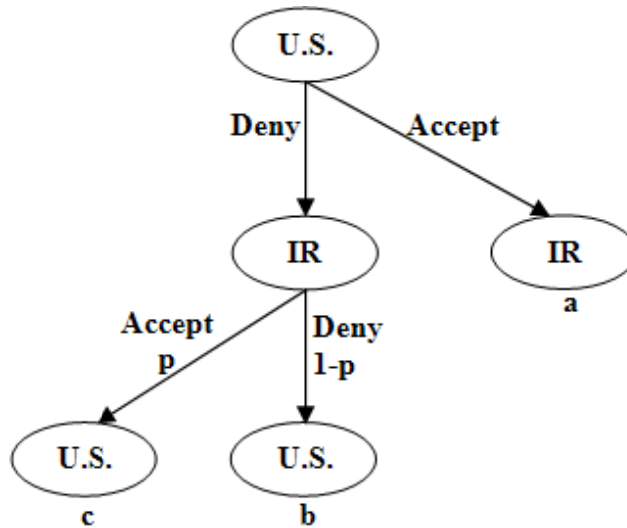 U.S.
Deny
Accept
IR
IR
a
Accept
p
Deny
1-p
U.S.
U.S.
c
b